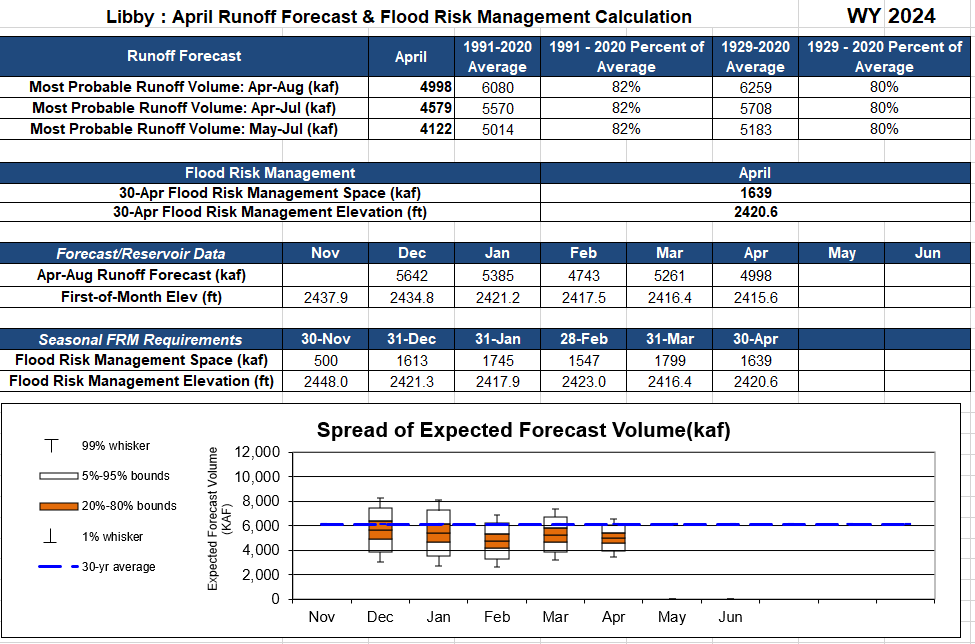 Libby : April Runoff Forecast & Flood Risk Management Calculation WY 2024
Runoff Forecast April 1991-2020 Average 1991 - 2020 Percent of Average 1929-2020 Average 1929 - 2020 Percent of Average
Most Probable Runoff Volume: Apr-Aug (kaf) 4998 6080 82% 6259 80%
Most Probable Runoff Volume: Apr-Jul (kaf) 4579 5570 82% 5708 80%
Most Probable Runoff Volume: May-Jul (kaf) 4122 5014 82% 5183 80%
Flood Risk Management April
30-Apr Flood Risk Management Space (kaf) 1639
30-Apr Flood Risk Management Elevation (ft) 2420.6
Forecast/Reservoir Data Nov Dec Jan Feb Mar Apr May Jun
Apr-Aug Runoff Forecast (kaf) 5642 5385 4743 5261 4998
First-of-Month Elev (ft) 2437.9 2434.8 2421.2 2417.5 2416.4 2415.6
Seasonal FRM Requirements 30-Nov 31-Dec 31-Jan 28-Feb 31-Mar 30-Apr
Flood Risk Management Space (kaf) 500 1613 1745 1547 1799 1639
Flood Risk Management Elevation (ft) 2448.0 2421.3 2417.9 2423.0 2416.4 2420.6
Spread of Expected Forecast Volume(kaf)
99% whisker
5%-95% bounds
20%-80% bounds
1% whisker
30-yr average
Expected Forecast Volume
(KAF)
12,000
10,000
8,000
6,000
4,000
2,000
0
Nov Dec Jan Feb Mar Apr May Jun